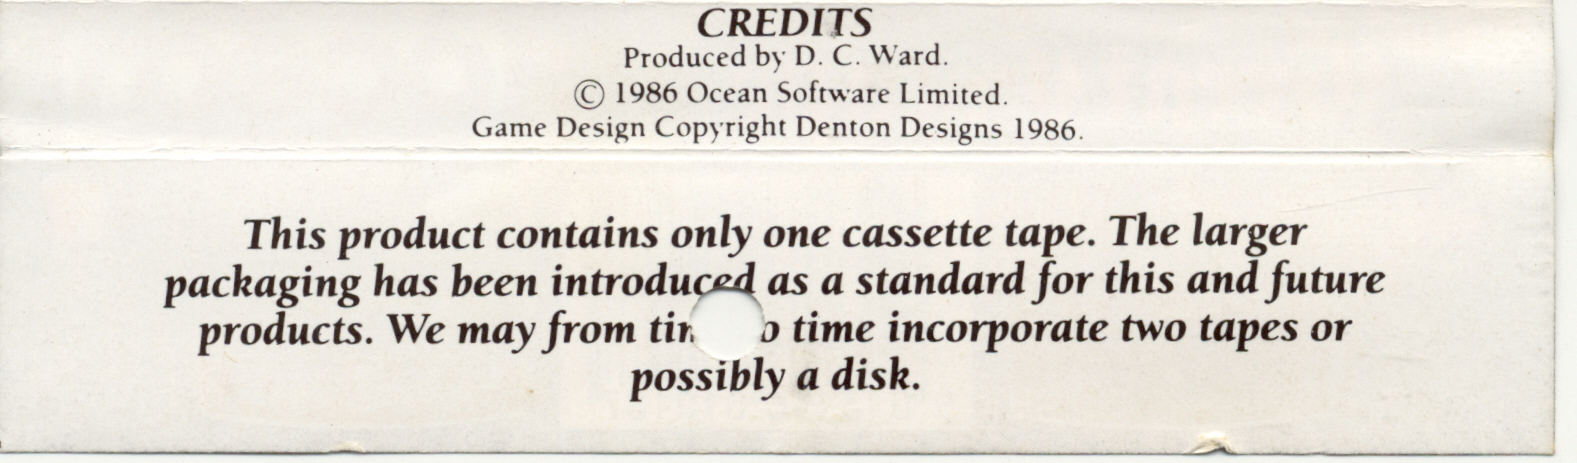 CREDITS
Produced by D. C. Ward.
© 1986 Ocean Software Limited.
Game Design Copyright Denton Designs 1986.
This product contains only one cassette tape. The larger
packaging has been introduced as a standard for this and future
products. We may from time incorporate two tapes or
possibly a disk.